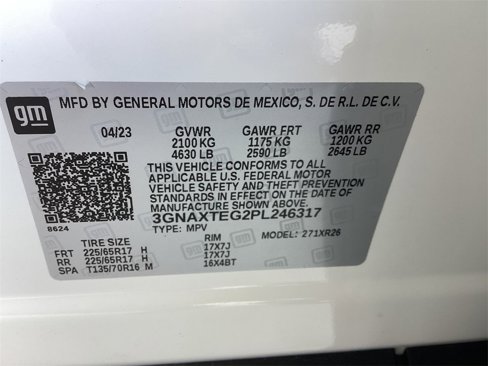 gm
MFD BY GENERAL MOTORS DE MEXICO, S. DE R.L. DE C.V.
04/23 GVWR GAWR FRT GAWR RR
2100 KG 1175 KG 1200 KG
4630 LB 2590 LB 2645 LB
THIS VEHICLE CONFORMS TO ALL
APPLICABLE U.S. FEDERAL MOTOR
VEHICLE SAFETY AND THEFT PREVENTION
STANDARDS IN EFFECT ON THE DATE OF
MANUFACTURE SHOWN ABOVE.
8624
3GNAXTEG2PL246317
TYPE: MPV MODEL: 271XR26
TIRE SIZE RIM
FRT 225/65R17 H 17X7J
RR 225/65R17 H 17X7J
SPA T135/70R16 M 16X4BT